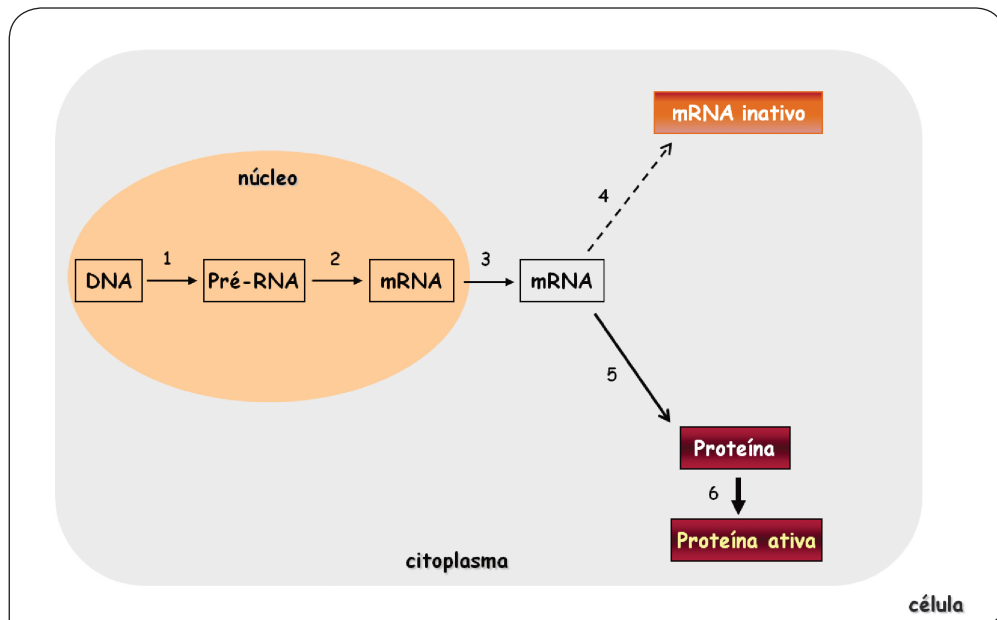 mRNA inativo
núcleo
4
1
2
3
DNA
Pré-RNA
mRNA
mRNA
5
Proteína
6
Proteína ativa
citoplasma
célula